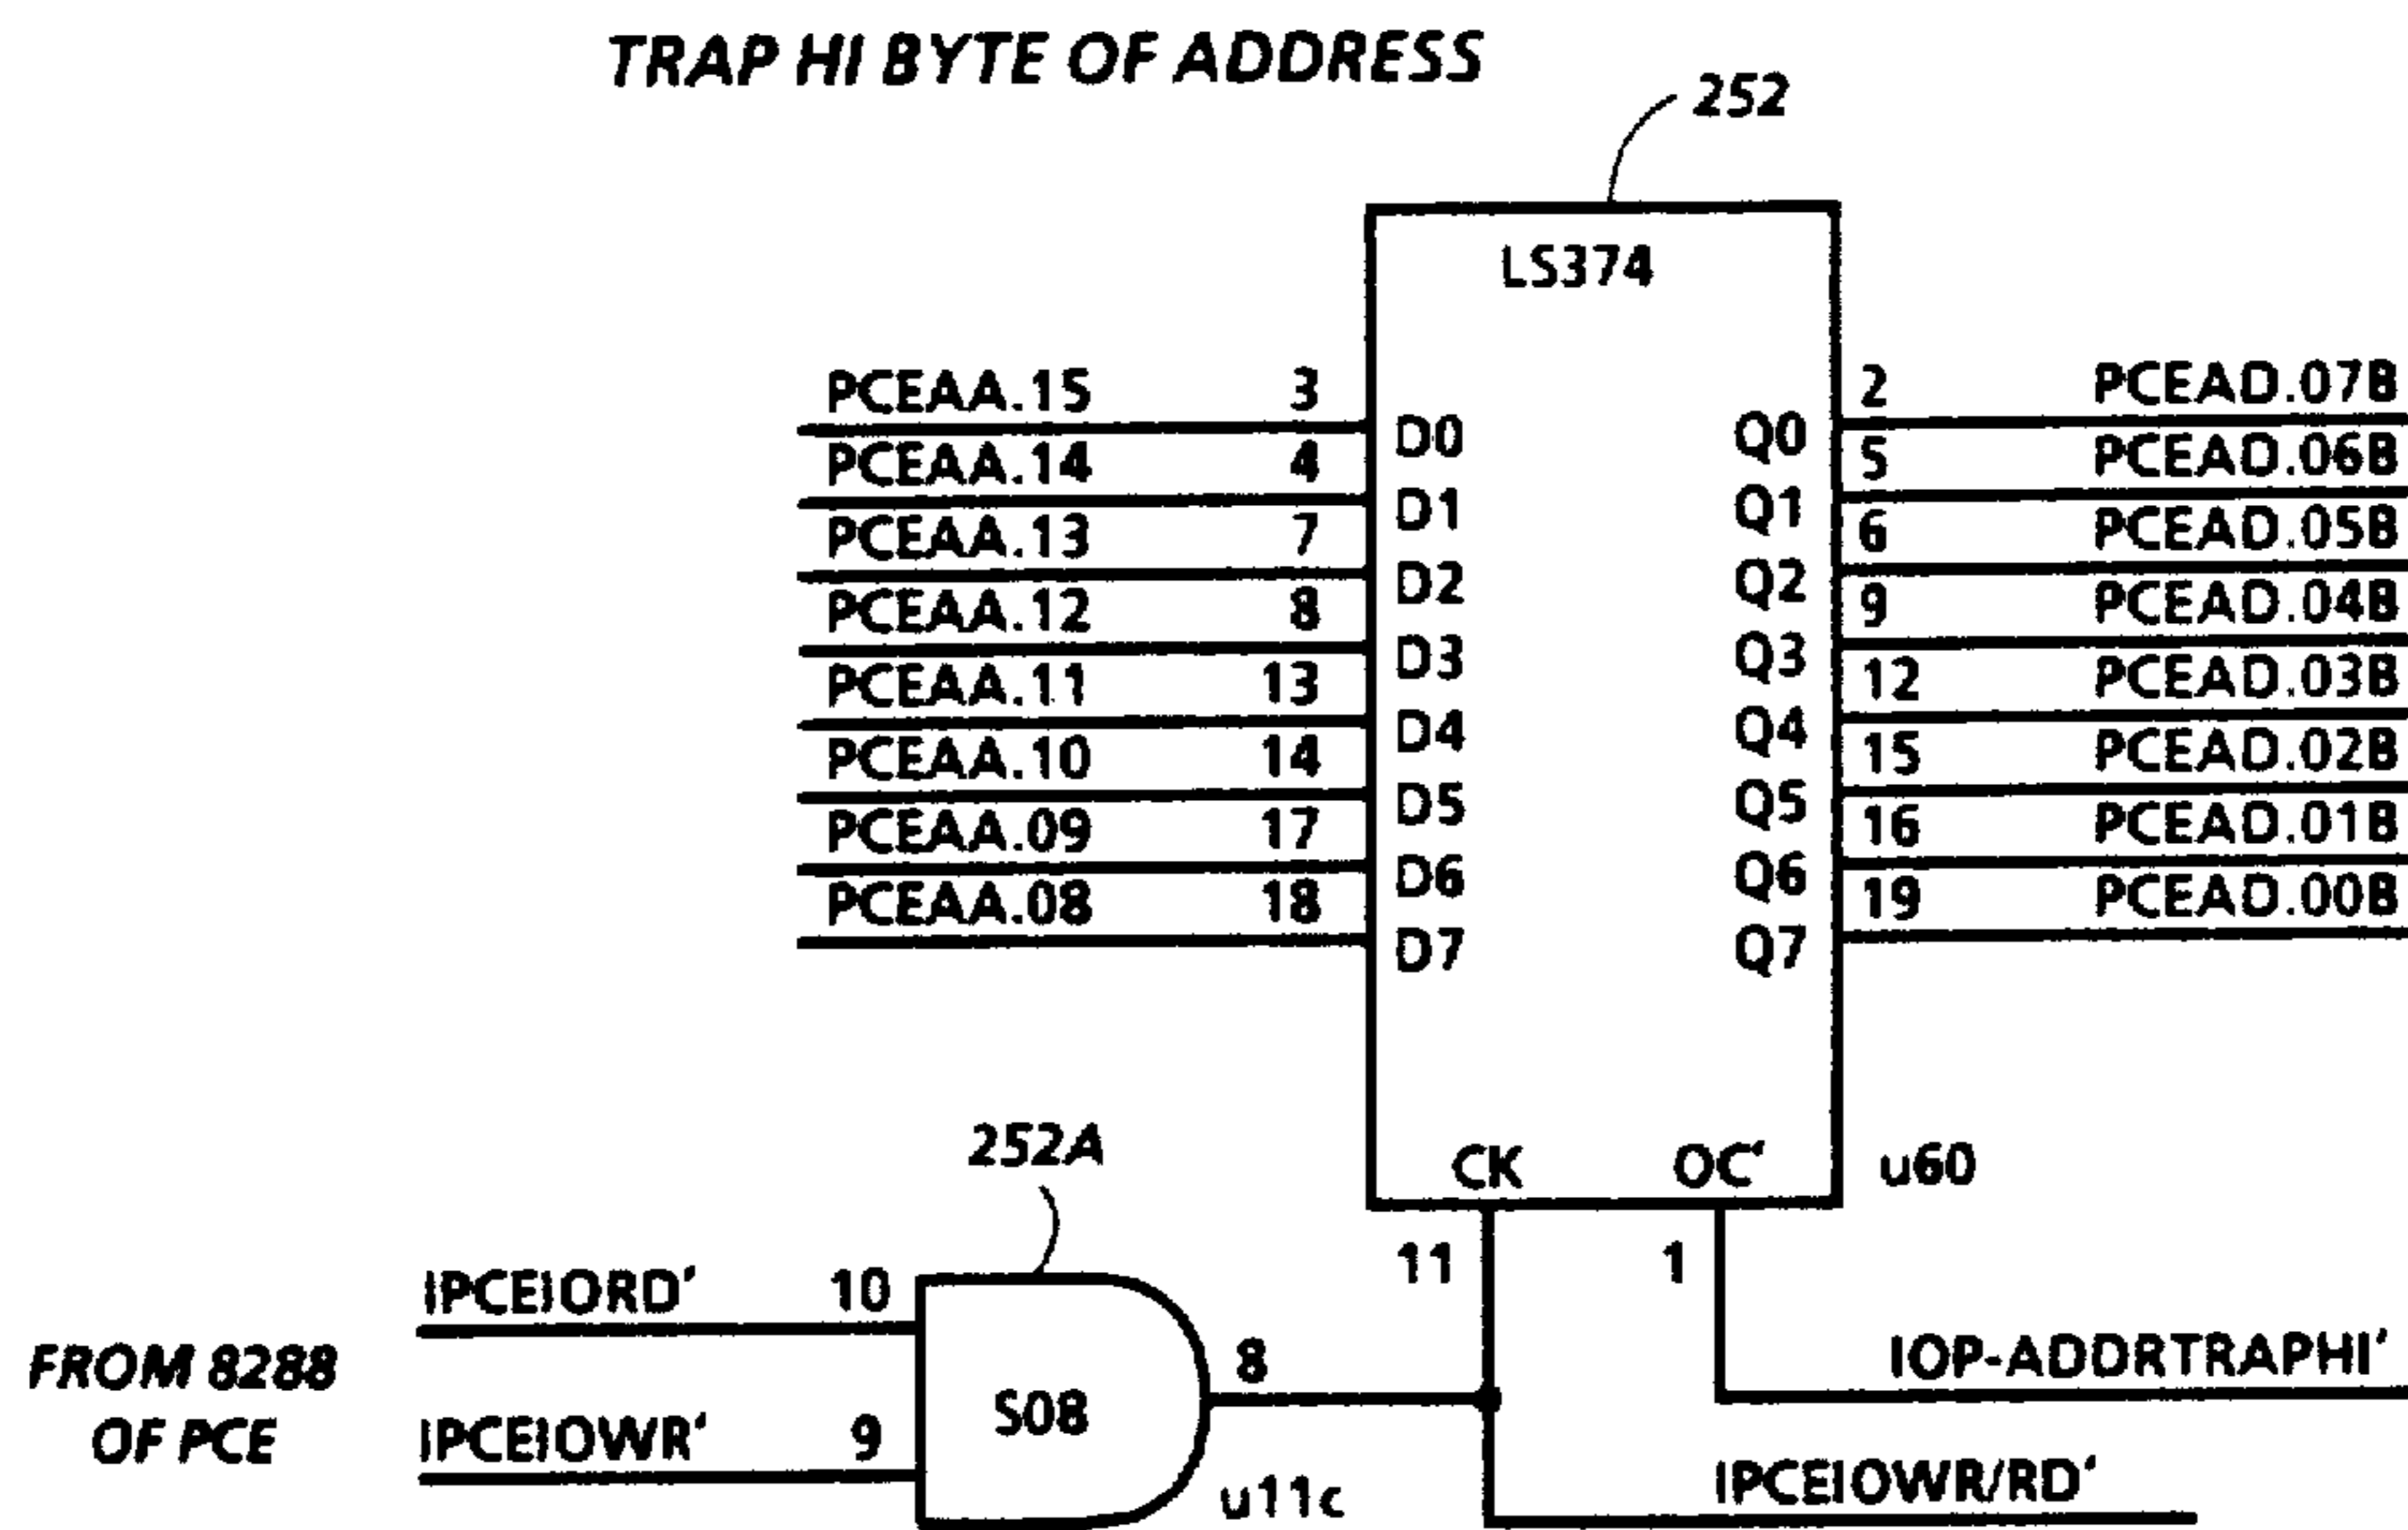 TRAP HI BYTE OF ADDRESS
252
LS374
PCEAA.15 3 D0 Q0 2 PCEAD.07B
PCEAA.14 4 D1 Q1 5 PCEAD.06B
PCEAA.13 7 D2 Q2 6 PCEAD.05B
PCEAA.12 8 D3 Q3 9 PCEAD.04B
PCEAA.11 13 D4 Q4 12 PCEAD.03B
PCEAA.10 14 D5 Q5 15 PCEAD.02B
PCEAA.09 17 D6 Q6 16 PCEAD.01B
PCEAA.08 18 D7 Q7 19 PCEAD.00B
252A
CK OC' u60
11 1
IPCEIORD' 10
FROM 8288
OF PCE
IPCEIOWR' 9
S08
8
u11c
IOP-ADDRTRAPHI'
IPCEIOWR/RD'